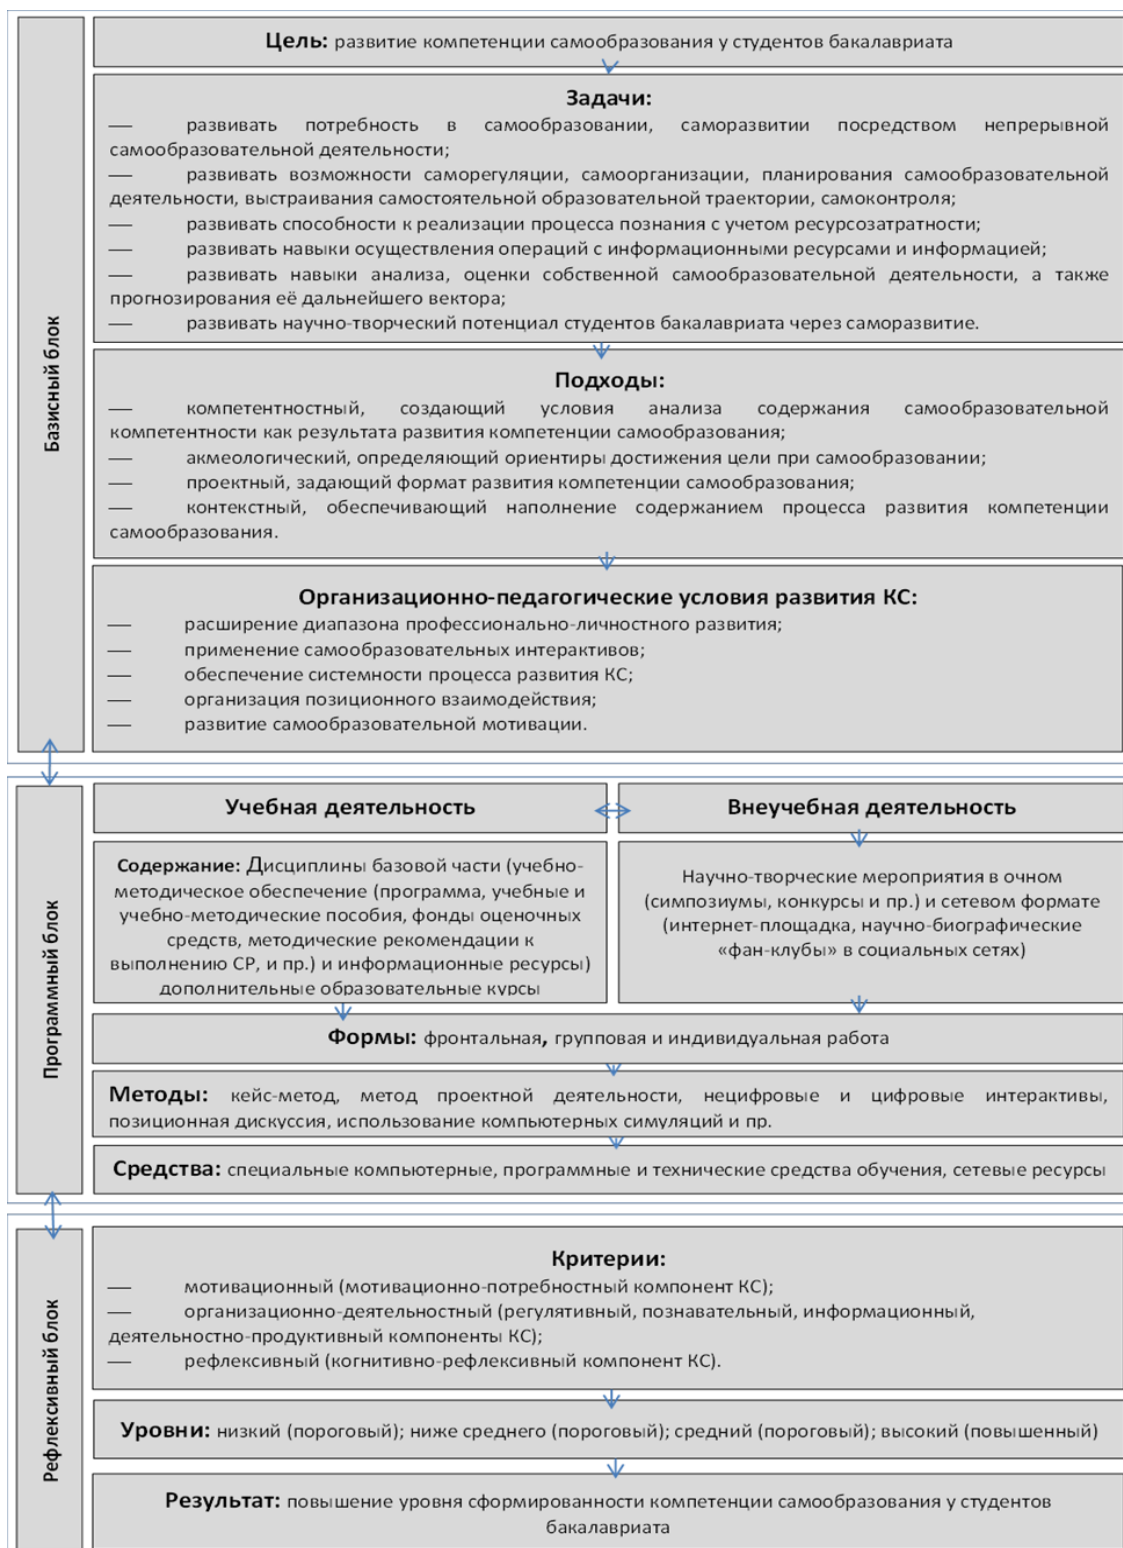 Базисный блок
Цель: развитие компетенции самообразования у студентов бакалавриата
Задачи:
— развивать потребность в самообразовании, саморазвитии посредством непрерывной
самообразовательной деятельности;
— развивать возможности саморегуляции, самоорганизации, планирования самообразовательной
деятельности, выстраивания самостоятельной образовательной траектории, самоконтроля;
— развивать способности к реализации процесса познания с учетом ресурсозатратности;
— развивать навыки осуществления операций с информационными ресурсами и информацией;
— развивать навыки анализа, оценки собственной самообразовательной деятельности, а также
прогнозирования её дальнейшего вектора;
— развивать научно-творческий потенциал студентов бакалавриата через саморазвитие.
Подходы:
— компетентностный, создающий условия анализа содержания самообразовательной
компетентности как результата развития компетенции самообразования;
— акмеологический, определяющий ориентиры достижения цели при самообразовании;
— проектный, задающий формат развития компетенции самообразования;
— контекстный, обеспечивающий наполнение содержанием процесса развития компетенции
самообразования.
Организационно-педагогические условия развития КС:
— расширение диапазона профессионально-личностного развития;
— применение самообразовательных интерактивов;
— обеспечение системности процесса развития КС;
— организация позиционного взаимодействия;
— развитие самообразовательной мотивации.
Программный блок
Учебная деятельность
Внеучебная деятельность
Содержание: Дисциплины базовой части (учебно-
методическое обеспечение (программа, учебные и
учебно-методические пособия, фонды оценочных
средств, методические рекомендации к
выполнению СР, и пр.) и информационные ресурсы)
дополнительные образовательные курсы
Научно-творческие мероприятия в очном
(симпозиумы, конкурсы и пр.) и сетевом формате
(интернет-площадка, научно-биографические
«фан-клубы» в социальных сетях)
Формы: фронтальная, групповая и индивидуальная работа
Методы: кейс-метод, метод проектной деятельности, нецифровые и цифровые интерактивы,
позиционная дискуссия, использование компьютерных симуляций и пр.
Средства: специальные компьютерные, программные и технические средства обучения, сетевые ресурсы
Рефлексивный блок
Критерии:
— мотивационный (мотивационно-потребностный компонент КС);
— организационно-деятельностный (регулятивный, познавательный, информационный,
деятельностно-продуктивный компоненты КС);
— рефлексивный (когнитивно-рефлексивный компонент КС).
Уровни: низкий (пороговый); ниже среднего (пороговый); средний (пороговый); высокий (повышенный)
Результат: повышение уровня сформированности компетенции самообразования у студентов
бакалавриата